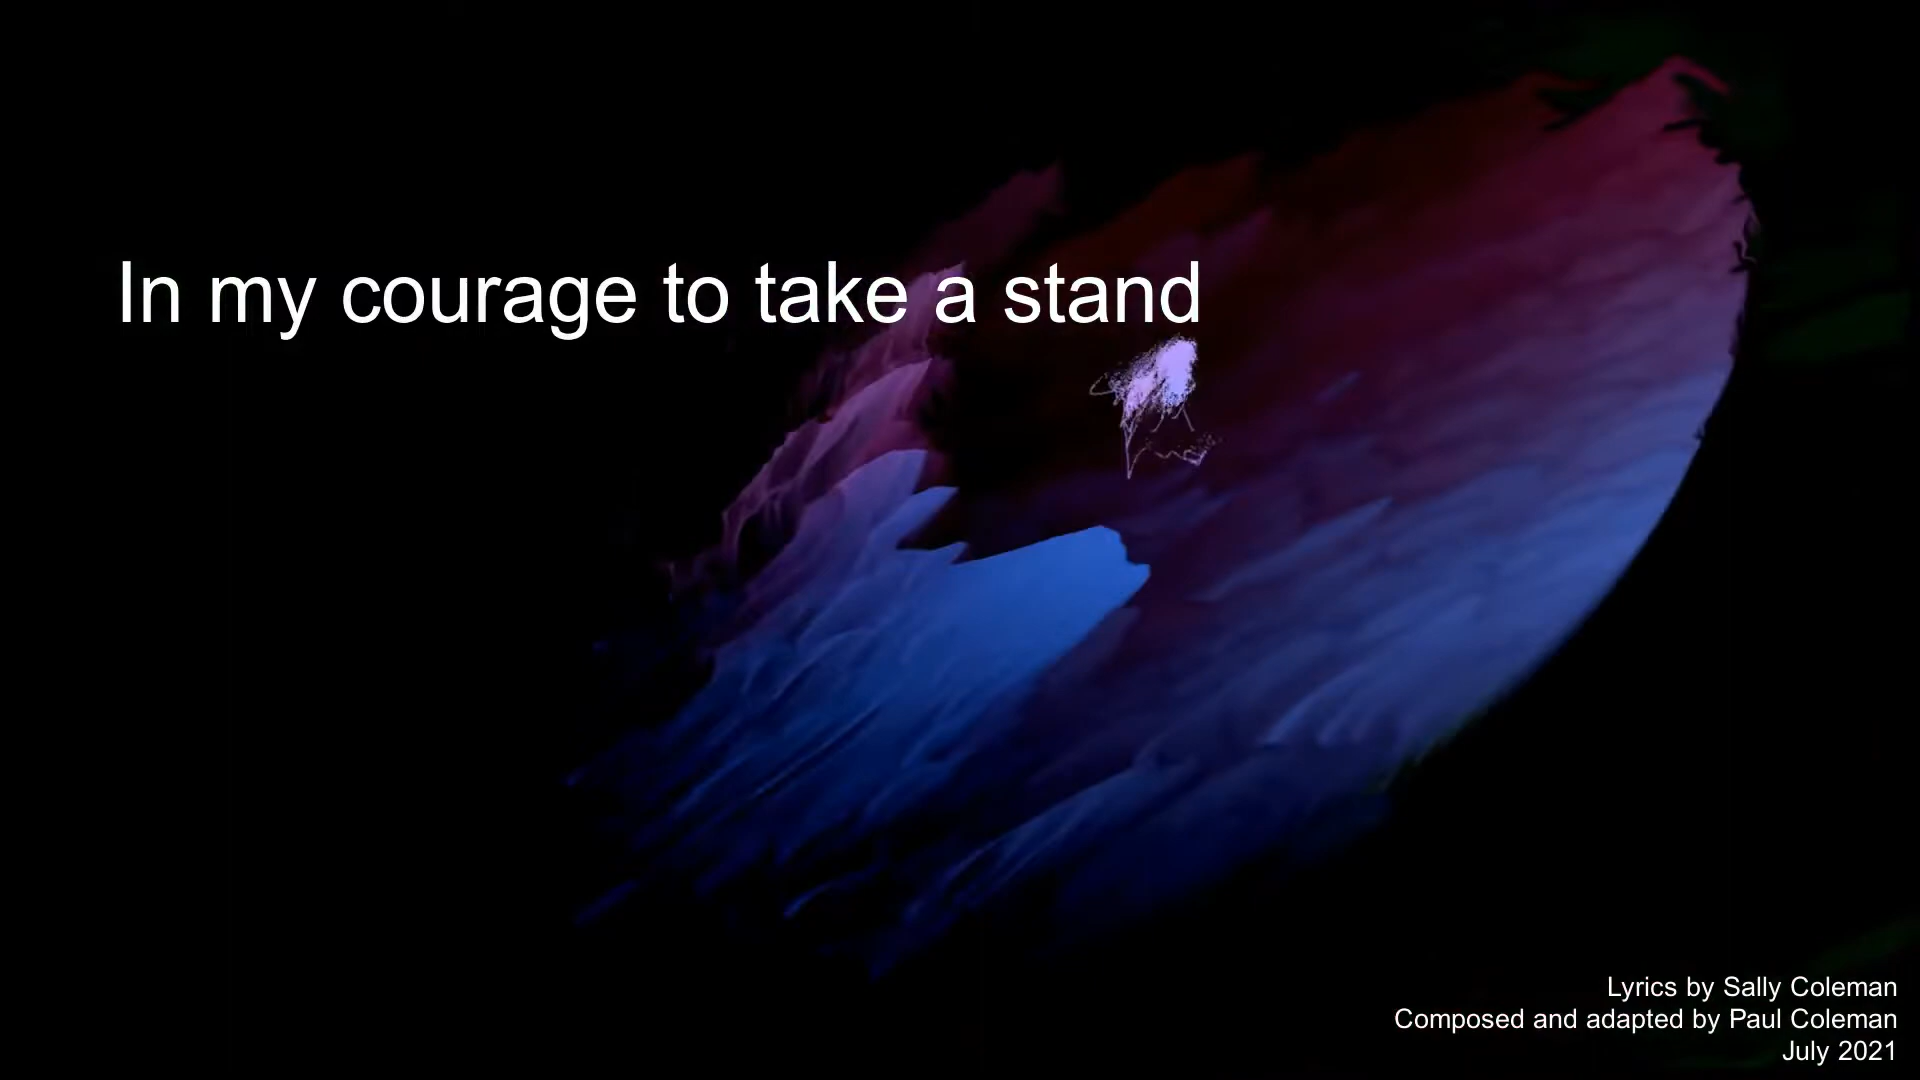 In my courage to take a stand
Lyrics by Sally Coleman
Composed and adapted by Paul Coleman
July 2021